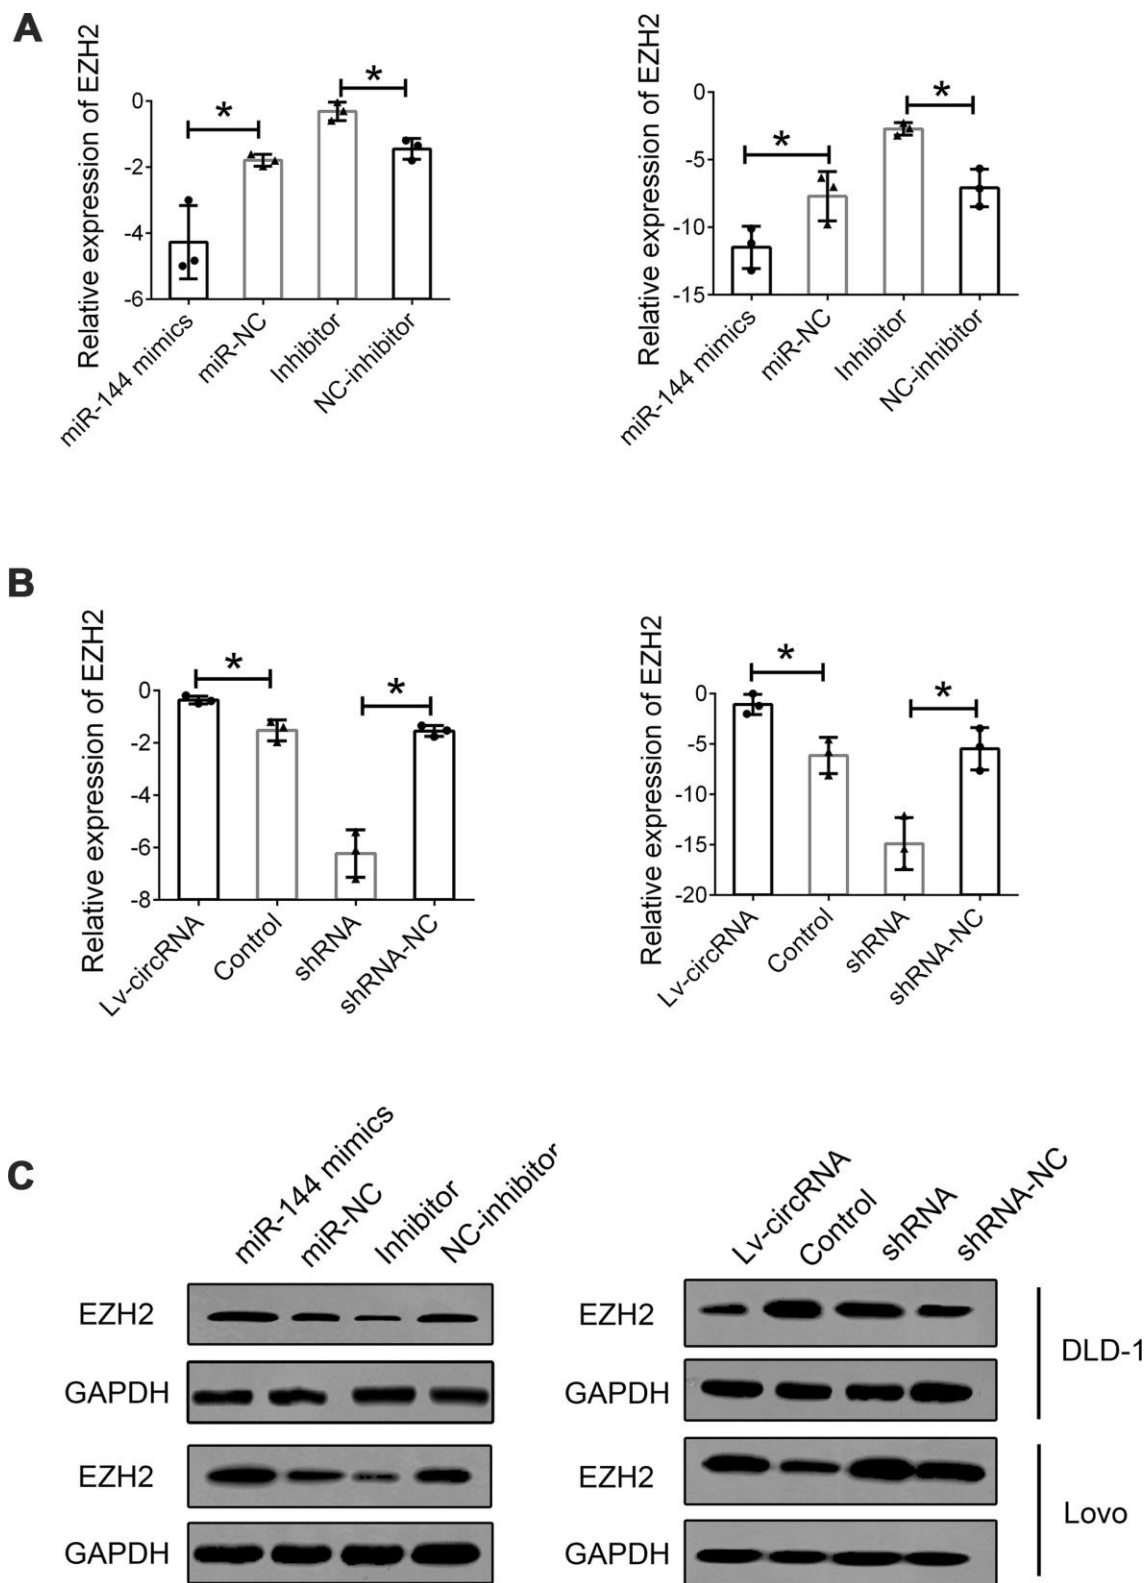 A
Relative expression of EZH2
0
-2
-4
-6
*
*
miR-144 mimics
miR-NC
Inhibitor
NC-inhibitor
Relative expression of EZH2
0
-5
-10
-15
*
*
miR-144 mimics
miR-NC
Inhibitor
NC-inhibitor
B
Relative expression of EZH2
0
-2
-4
-6
-8
*
*
Lv-circRNA
Control
shRNA
shRNA-NC
Relative expression of EZH2
0
-5
-10
-15
-20
*
*
Lv-circRNA
Control
shRNA
shRNA-NC
C
miR-144 mimics
miR-NC
Inhibitor
NC-inhibitor
Lv-circRNA
Control
shRNA
shRNA-NC
EZH2
EZH2
GAPDH
GAPDH
DLD-1
EZH2
EZH2
GAPDH
GAPDH
Lovo